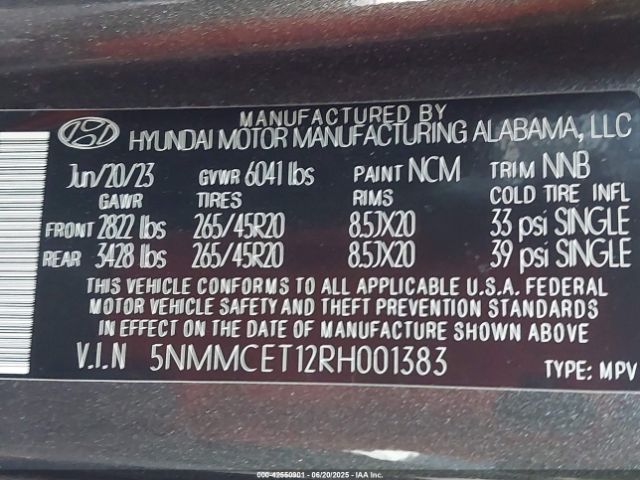 MANUFACTURED BY
HYUNDAI MOTOR MANUFACTURING ALABAMA, LLC
Jun/20/23 GVWR 6041 lbs PAINT NCM TRIM NNB
GAWR TIRES RIMS COLD TIRE INFL
FRONT 2822 lbs 265/45R20 8.5JX20 33 psi SINGLE
REAR 3428 lbs 265/45R20 8.5JX20 39 psi SINGLE
THIS VEHICLE CONFORMS TO ALL APPLICABLE U.S.A. FEDERAL
MOTOR VEHICLE SAFETY AND THEFT PREVENTION STANDARDS
IN EFFECT ON THE DATE OF MANUFACTURE SHOWN ABOVE
V.I.N 5NMMCET12RH001383
TYPE: MPV
000-42550901 - 06/20/2025 - IAA Inc.